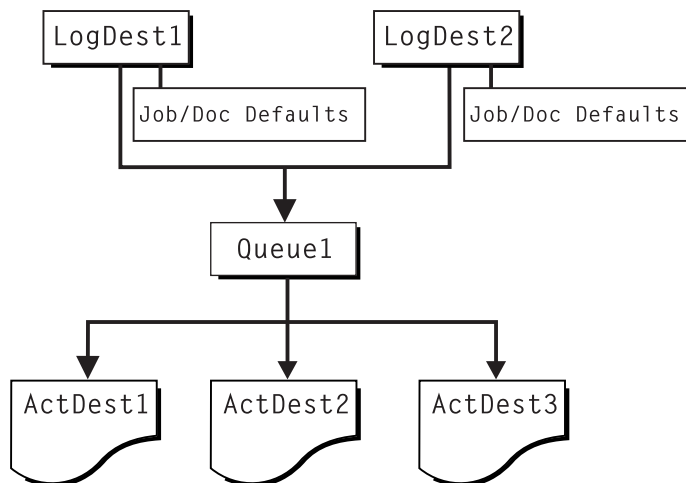 LogDest1
LogDest2
Job/Doc Defaults
Job/Doc Defaults
Queue1
ActDest1
ActDest2
ActDest3